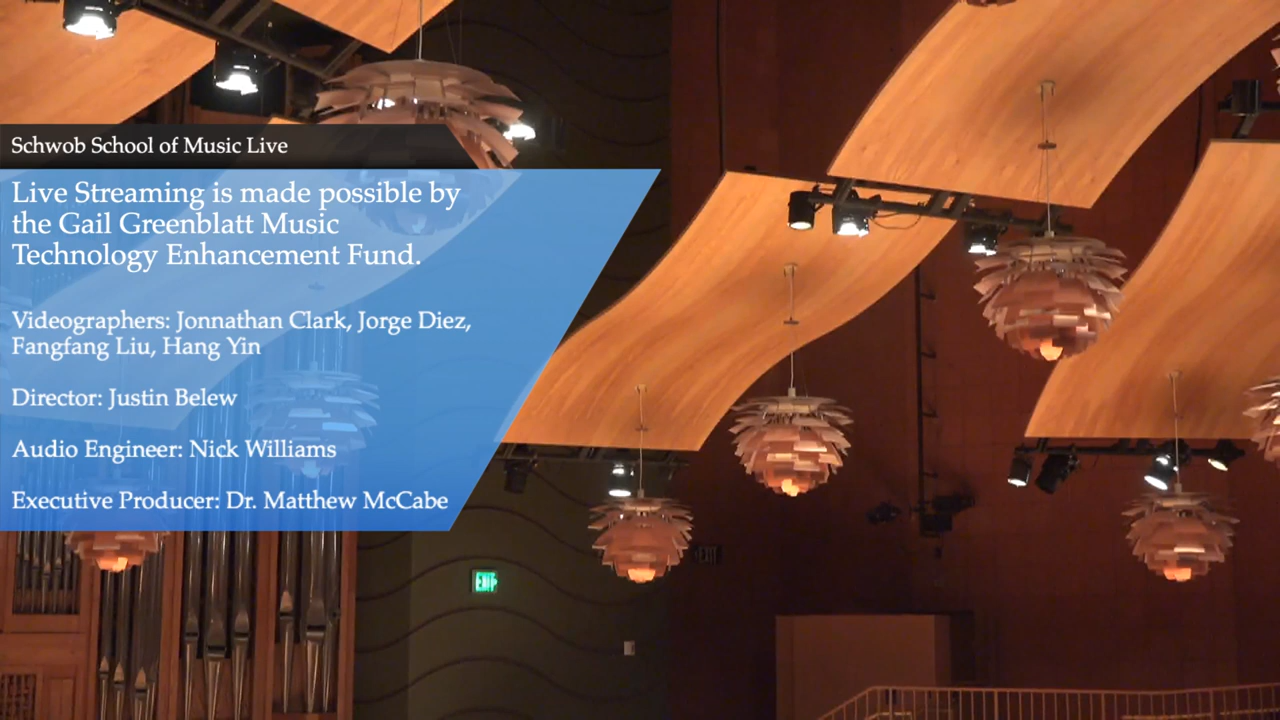 Schwob School of Music Live
Live Streaming is made possible by
the Gail Greenblatt Music
Technology Enhancement Fund.
Videographers: Jonnathan Clark, Jorge Diez,
Fangfang Liu, Hang Yin
Director: Justin Belew
Audio Engineer: Nick Williams
Executive Producer: Dr. Matthew McCabe
EXIT
EXIT